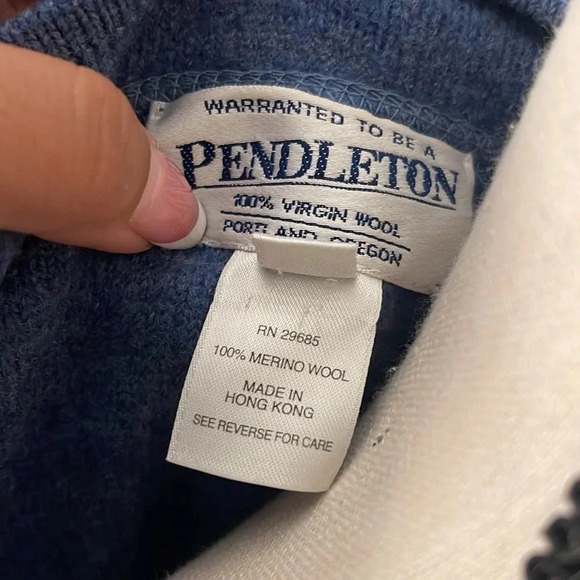 WARRANTED TO BE A
PENDLETON
100% VIRGIN WOOL
PORTLAND, OREGON
RN 29685
100% MERINO WOOL
MADE IN
HONG KONG
SEE REVERSE FOR CARE